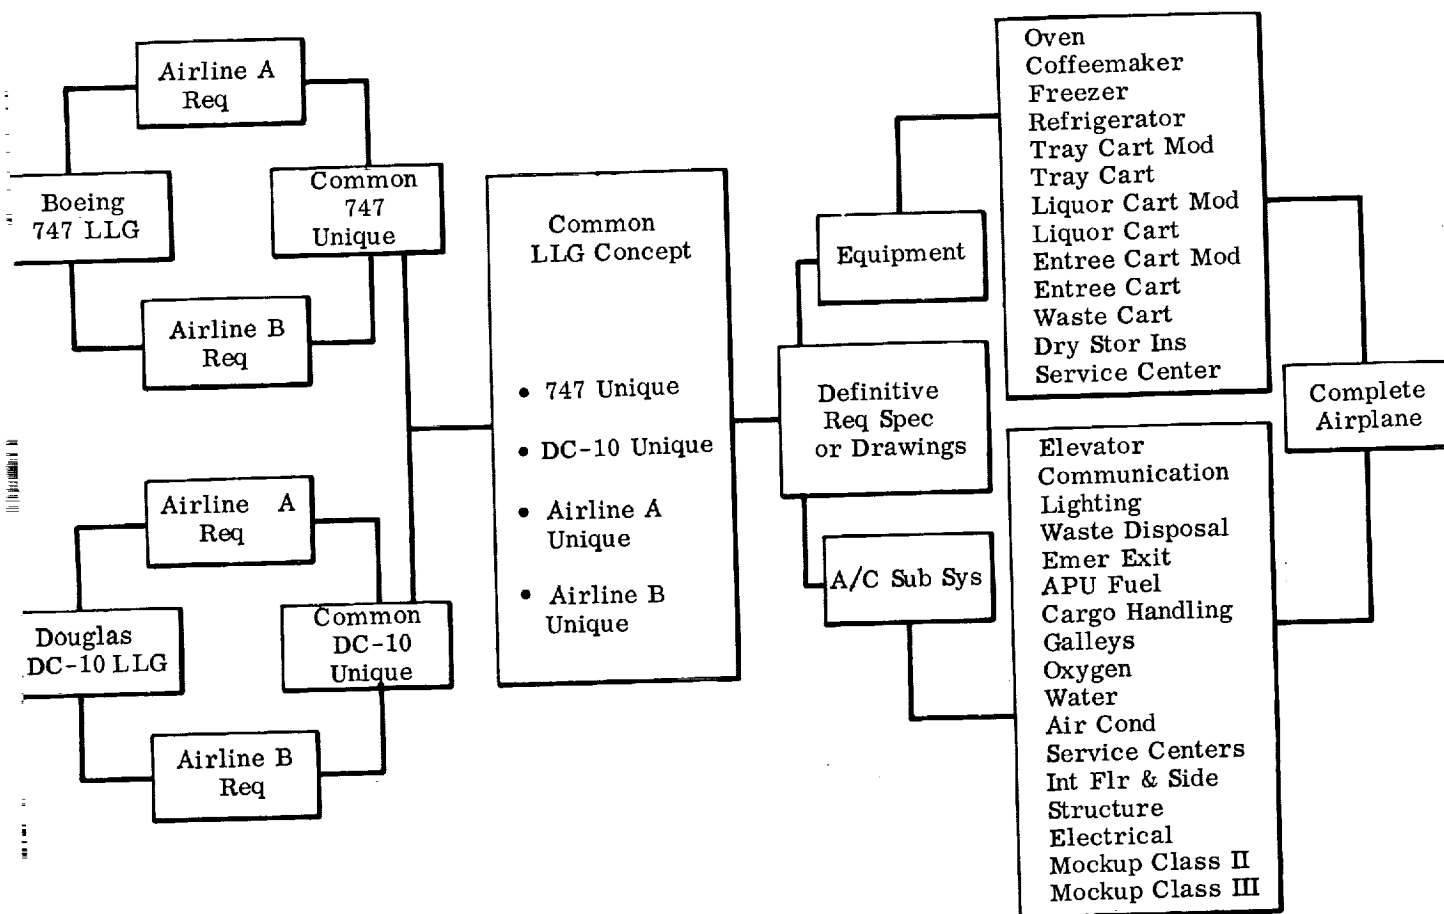 Airline A
Req
Boeing
747 LLG
Common
747
Unique
Airline B
Req
Airline A
Req
Douglas
DC-10 LLG
Common
DC-10
Unique
Airline B
Req
Common
LLG Concept
• 747 Unique
• DC-10 Unique
• Airline A
Unique
• Airline B
Unique
Equipment
Definitive
Req Spec
or Drawings
A/C Sub Sys
Oven
Coffeemaker
Freezer
Refrigerator
Tray Cart Mod
Tray Cart
Liquor Cart Mod
Liquor Cart
Entree Cart Mod
Entree Cart
Waste Cart
Dry Stor Ins
Service Center
Elevator
Communication
Lighting
Waste Disposal
Emer Exit
APU Fuel
Cargo Handling
Galleys
Oxygen
Water
Air Cond
Service Centers
Int Flr & Side
Structure
Electrical
Mockup Class II
Mockup Class III
Complete
Airplane